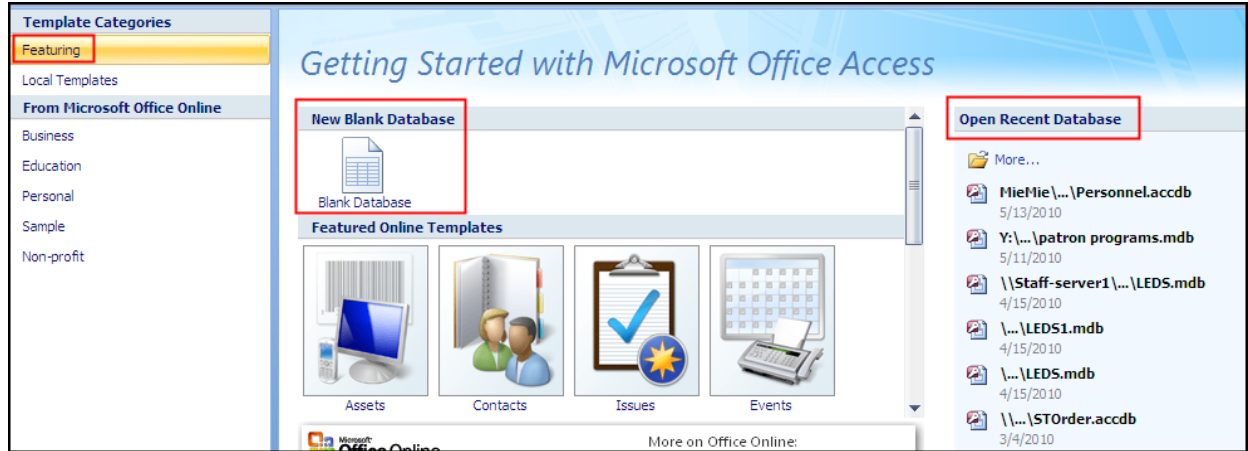 Template Categories
Featuring
Local Templates
From Microsoft Office Online
Business
Education
Personal
Sample
Non-profit
Getting Started with Microsoft Office Access
New Blank Database
Blank Database
Featured Online Templates
Assets Contacts Issues Events
Microsoft
Office Online
More on Office Online:
Open Recent Database
More...
MieMie\...\Personnel.accdb
5/13/2010
Y:\...\patron programs.mdb
5/11/2010
\\Staff-server1\...\LEDS.mdb
4/15/2010
\...\LEDS1.mdb
4/15/2010
\...\LEDS.mdb
4/15/2010
\\...\STOrder.accdb
3/4/2010